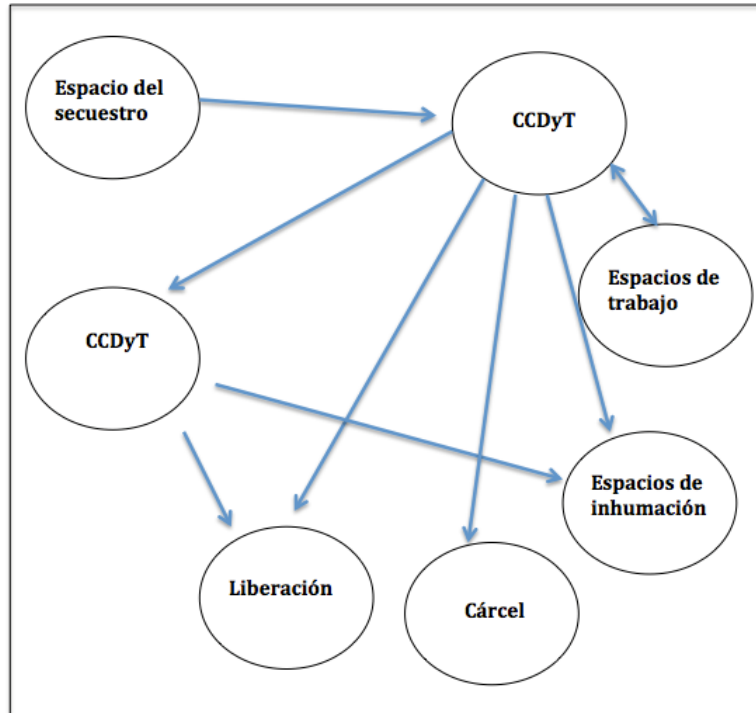 Espacio del
secuestro
CCDyT
Espacios de
trabajo
CCDyT
Espacios de
inhumación
Liberación
Cárcel